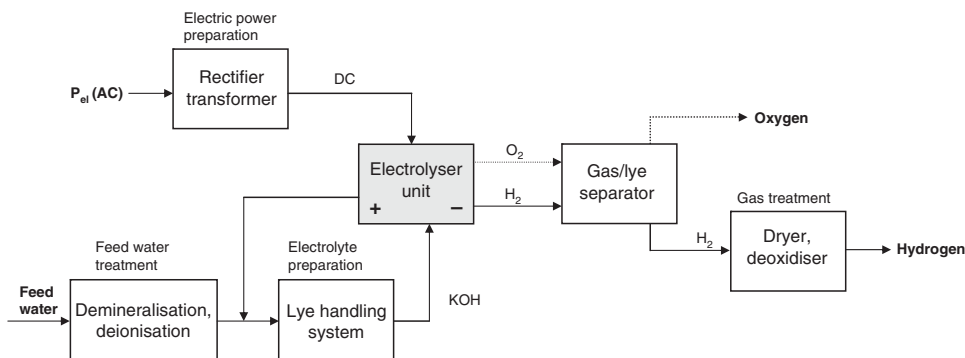 Electric power
preparation
Rectifier
transformer
P_el (AC)
DC
Electrolyser
unit
+ −
O₂
H₂
Gas/lye
separator
Oxygen
Gas treatment
Dryer,
deoxidiser
H₂
Hydrogen
Feed water
treatment
Demineralisation,
deionisation
Feed
water
Electrolyte
preparation
Lye handling
system
KOH